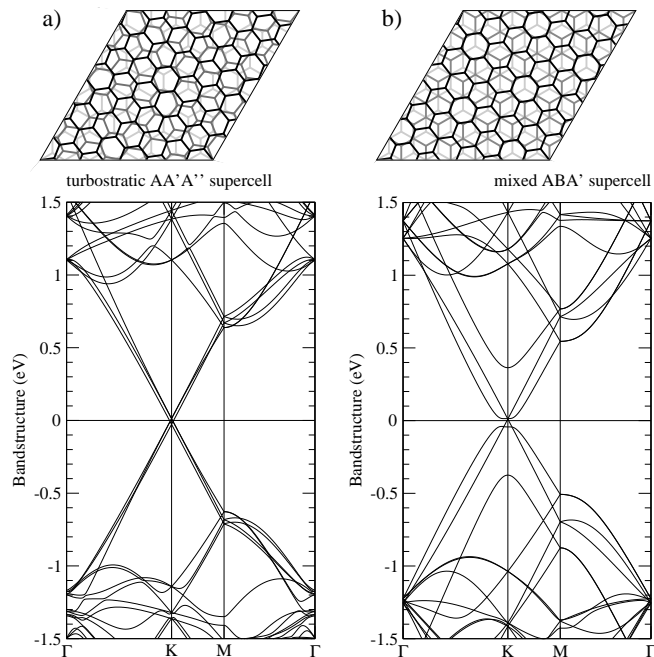 a)
b)
turbostratic AA'A'' supercell
mixed ABA' supercell
Bandstructure (eV)
1.5
1
0.5
0
-0.5
-1
-1.5
Γ K M Γ
Bandstructure (eV)
1.5
1
0.5
0
-0.5
-1
-1.5
Γ K M Γ